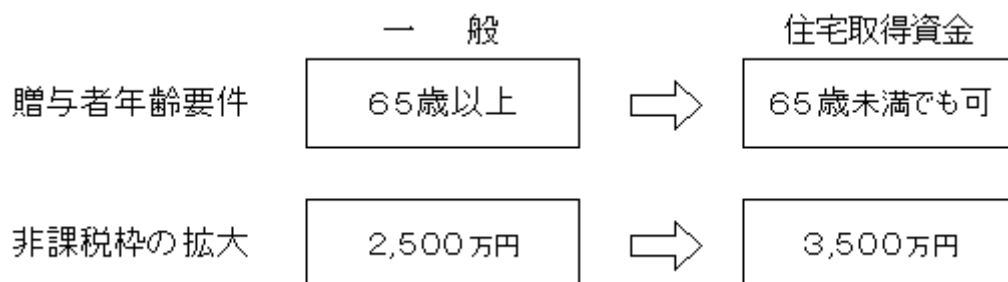 一　般　住宅取得資金
贈与者年齢要件　65歳以上　65歳未満でも可
非課税枠の拡大　2,500万円　3,500万円